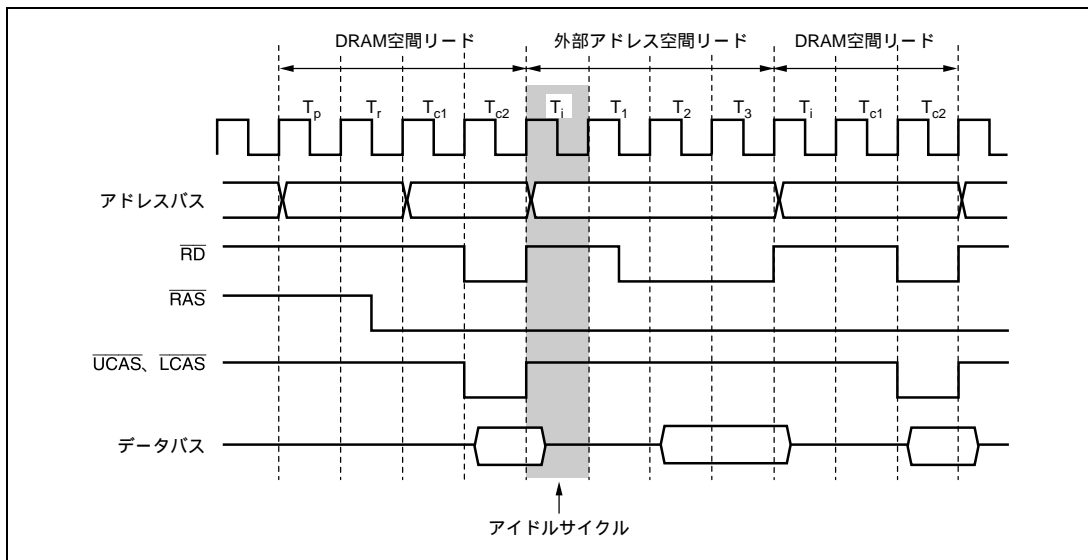 DRAM空間リード 外部アドレス空間リード DRAM空間リード
Tp Tr Tc1 Tc2 Ti T1 T2 T3 Ti Tc1 Tc2
アドレスバス
RD
RAS
UCAS、LCAS
データバス
アイドルサイクル